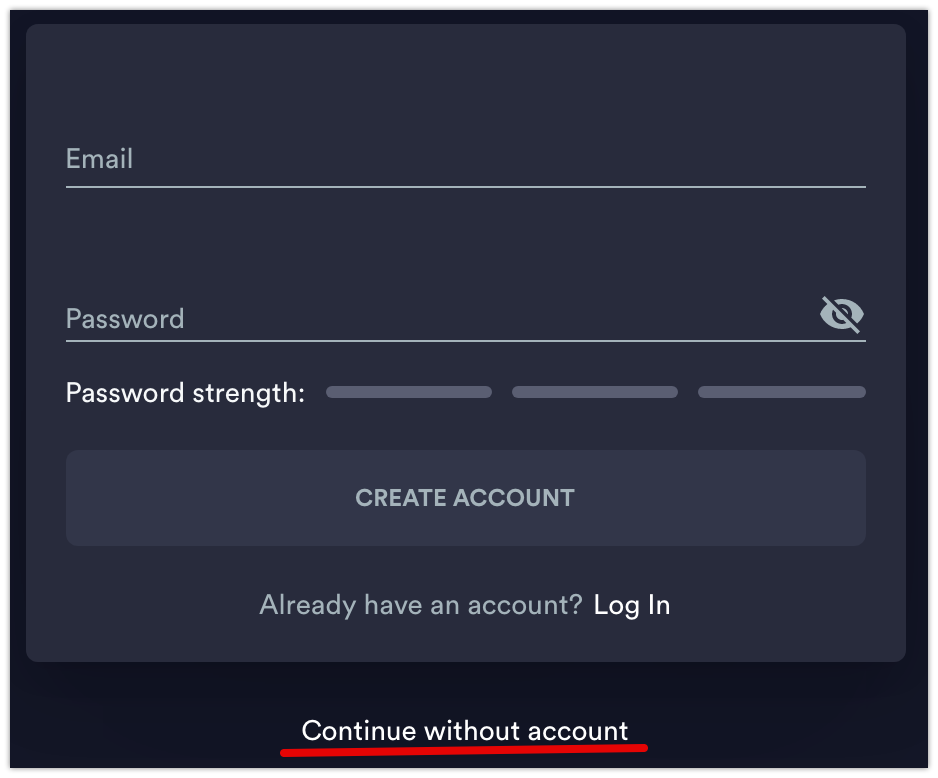 Email
Password
Password strength:
CREATE ACCOUNT
Already have an account? Log In
Continue without account